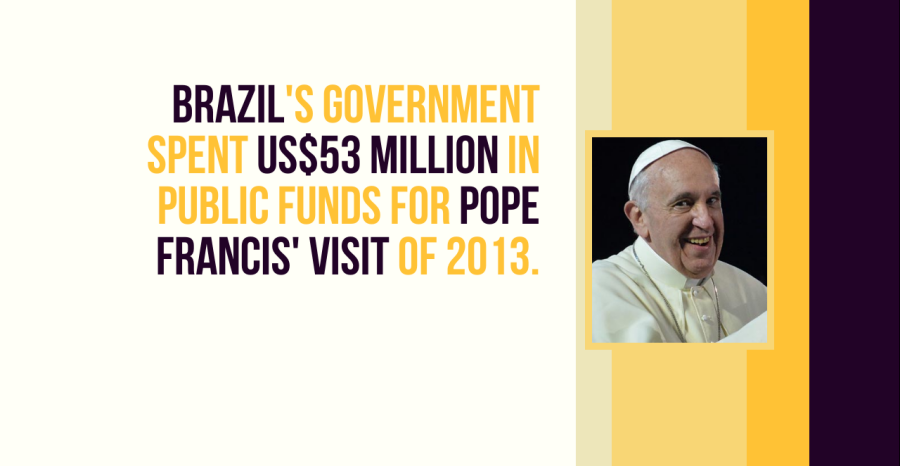 BRAZIL'S GOVERNMENT
SPENT US$53 MILLION IN
PUBLIC FUNDS FOR POPE
FRANCIS' VISIT OF 2013.